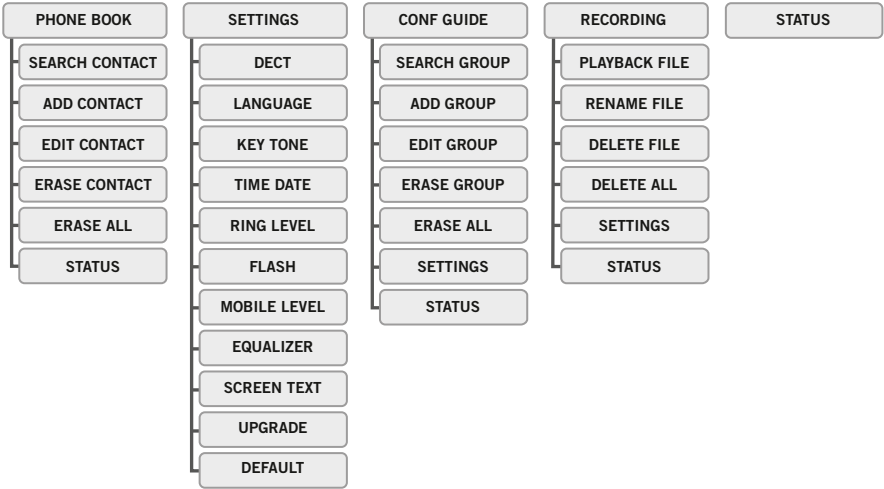 PHONE BOOK
SEARCH CONTACT
ADD CONTACT
EDIT CONTACT
ERASE CONTACT
ERASE ALL
STATUS
SETTINGS
DECT
LANGUAGE
KEY TONE
TIME DATE
RING LEVEL
FLASH
MOBILE LEVEL
EQUALIZER
SCREEN TEXT
UPGRADE
DEFAULT
CONF GUIDE
SEARCH GROUP
ADD GROUP
EDIT GROUP
ERASE GROUP
ERASE ALL
SETTINGS
STATUS
RECORDING
PLAYBACK FILE
RENAME FILE
DELETE FILE
DELETE ALL
SETTINGS
STATUS
STATUS